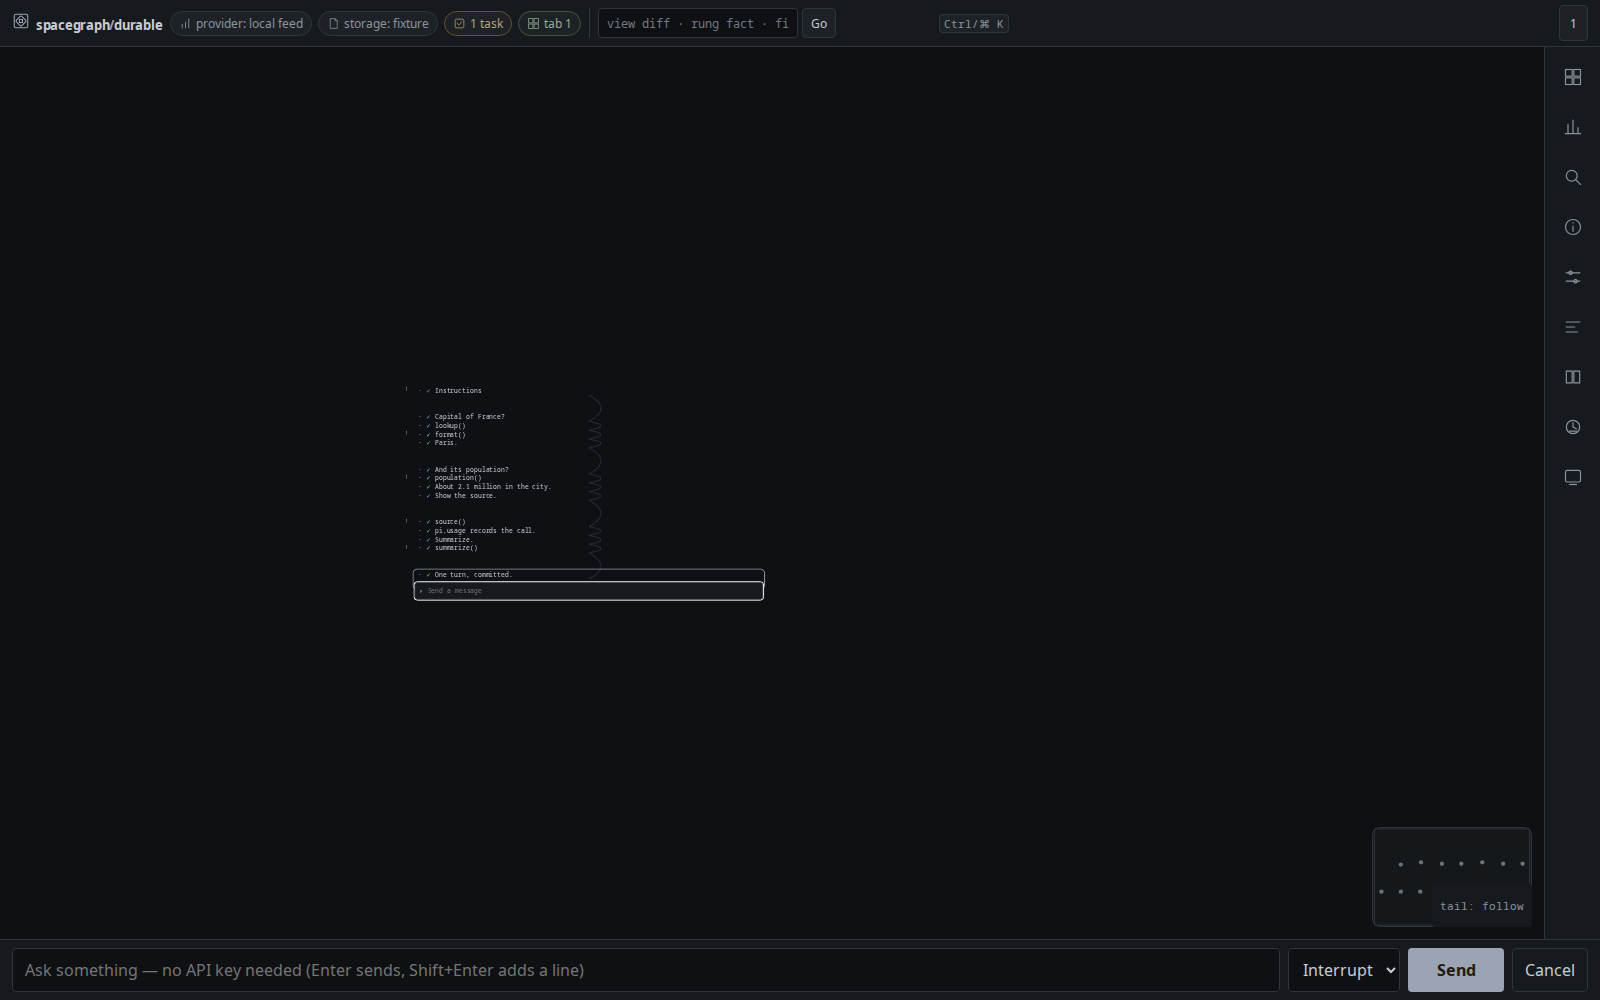 spacegraph/durable provider: local feed storage: fixture 1 task tab 1 view diff · rung fact · fi Go Ctrl/⌘ K 1
! - ✓ Instructions
- ✓ Capital of France?
- ✓ lookup()
! - ✓ format()
- ✓ Paris.
- ✓ And its population?
! - ✓ population()
- ✓ About 2.1 million in the city.
- ✓ Show the source.
! - ✓ source()
- ✓ pi.usage records the call.
- ✓ Summarize.
! - ✓ summarize()
- ✓ One turn, committed.
› Send a message
tail: follow
Ask something — no API key needed (Enter sends, Shift+Enter adds a line) Interrupt Send Cancel